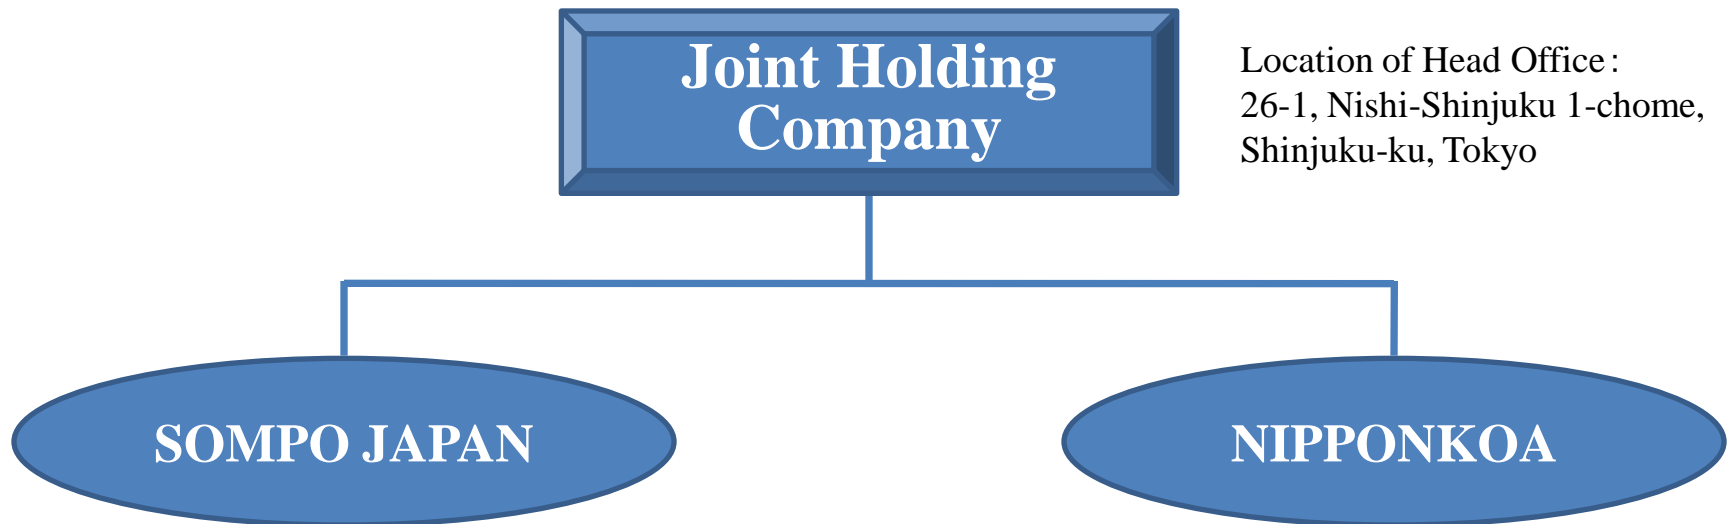 Joint Holding
Company
Location of Head Office:
26-1, Nishi-Shinjuku 1-chome,
Shinjuku-ku, Tokyo
SOMPO JAPAN
NIPPONKOA